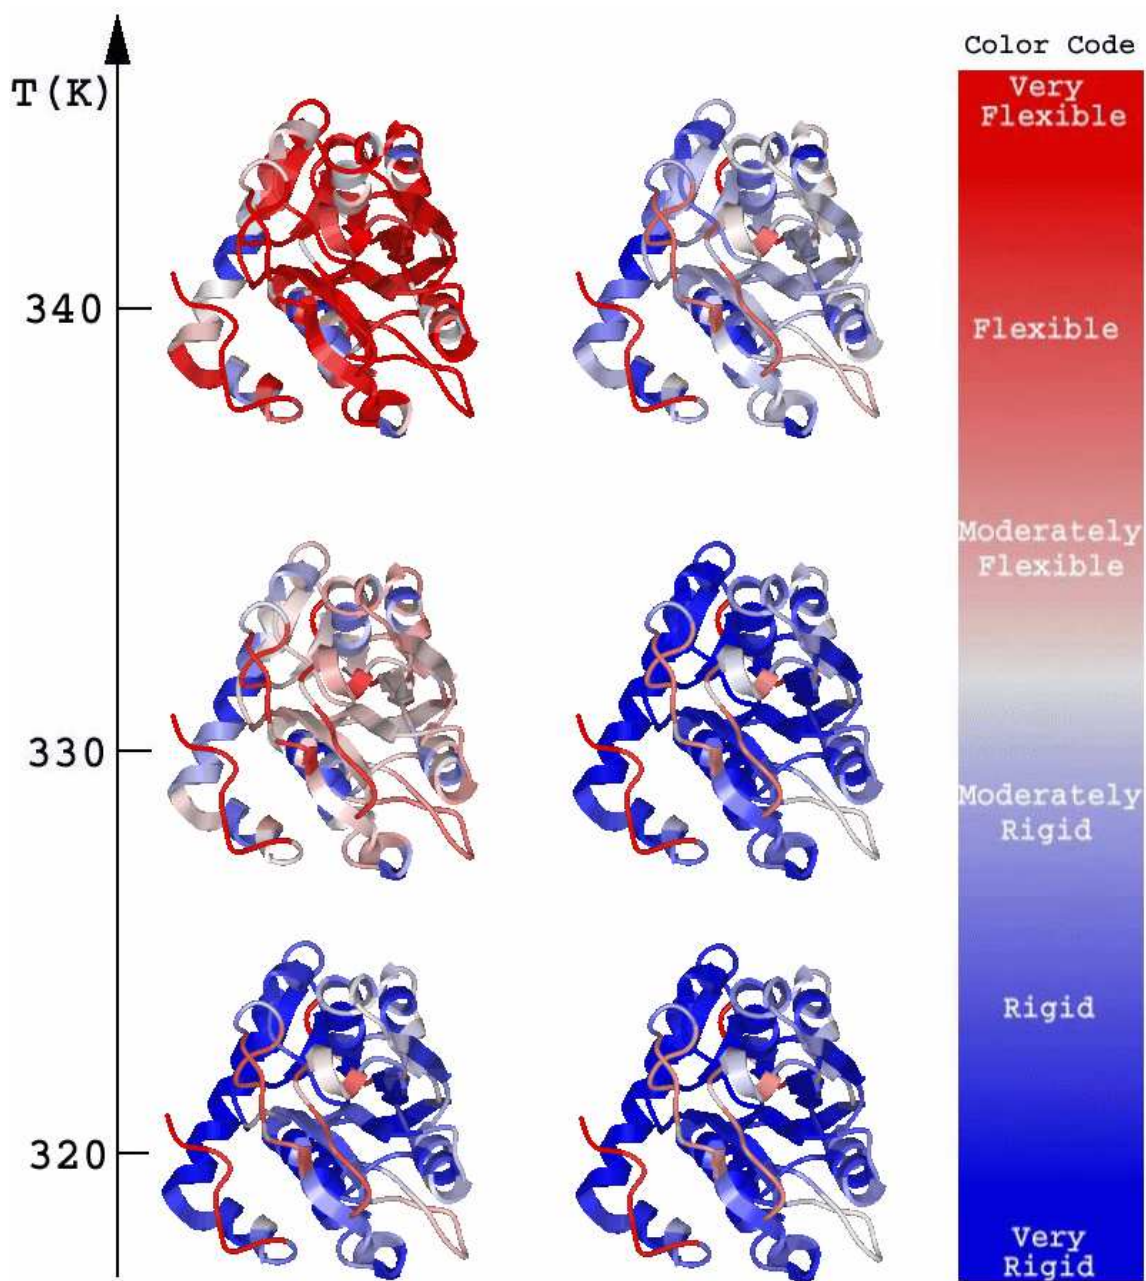 Color Code
T(K)
Very
Flexible
340
Flexible
Moderately
Flexible
330
Moderately
Rigid
Rigid
320
Very
Rigid